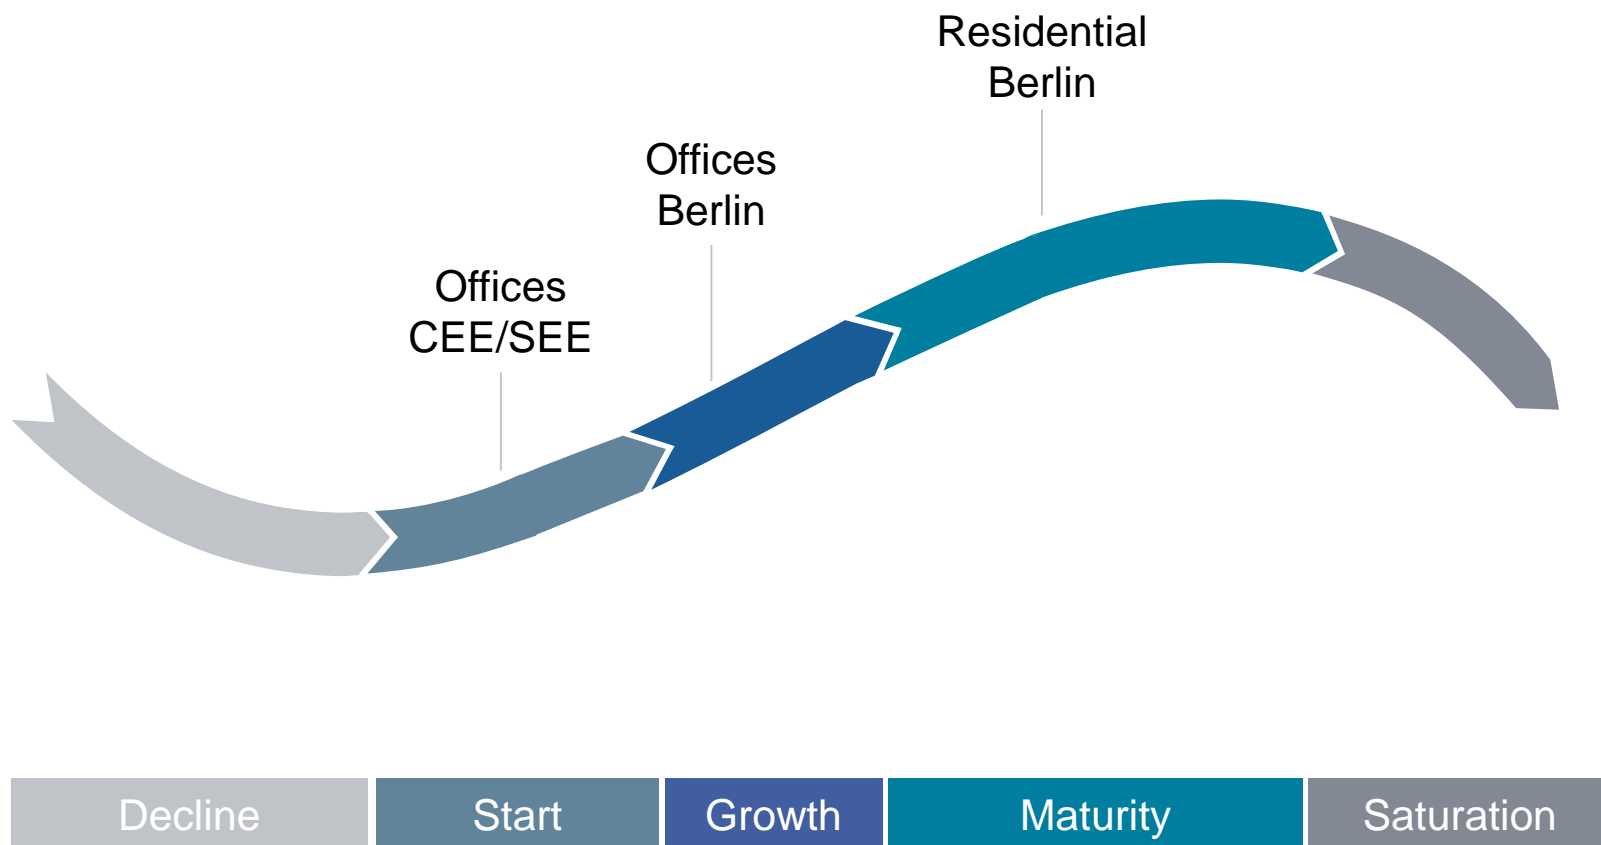 Residential
Berlin
Offices
Berlin
Offices
CEE/SEE
Decline
Start
Growth
Maturity
Saturation